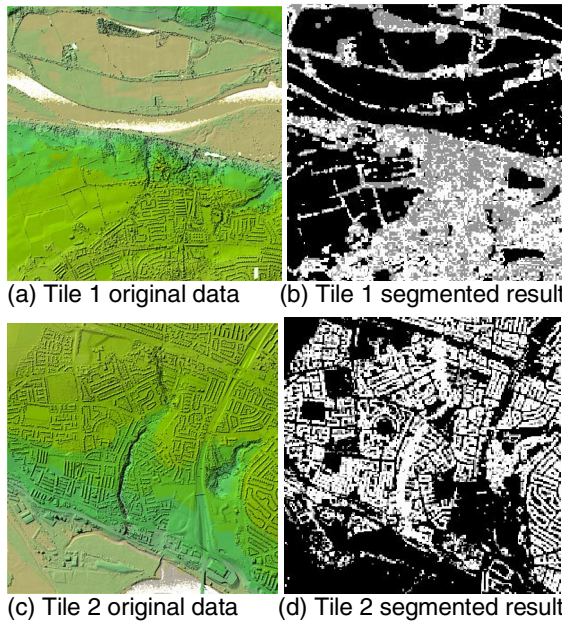 (a) Tile 1 original data
(b) Tile 1 segmented result
(c) Tile 2 original data
(d) Tile 2 segmented result